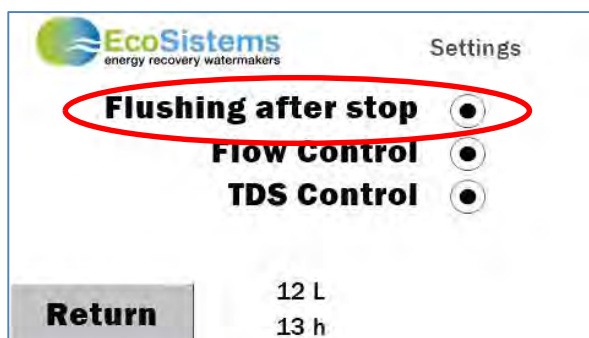 EcoSistems
energy recovery watermakers
Settings
Flushing after stop
Flow Control
TDS Control
12 L
Return
13 h